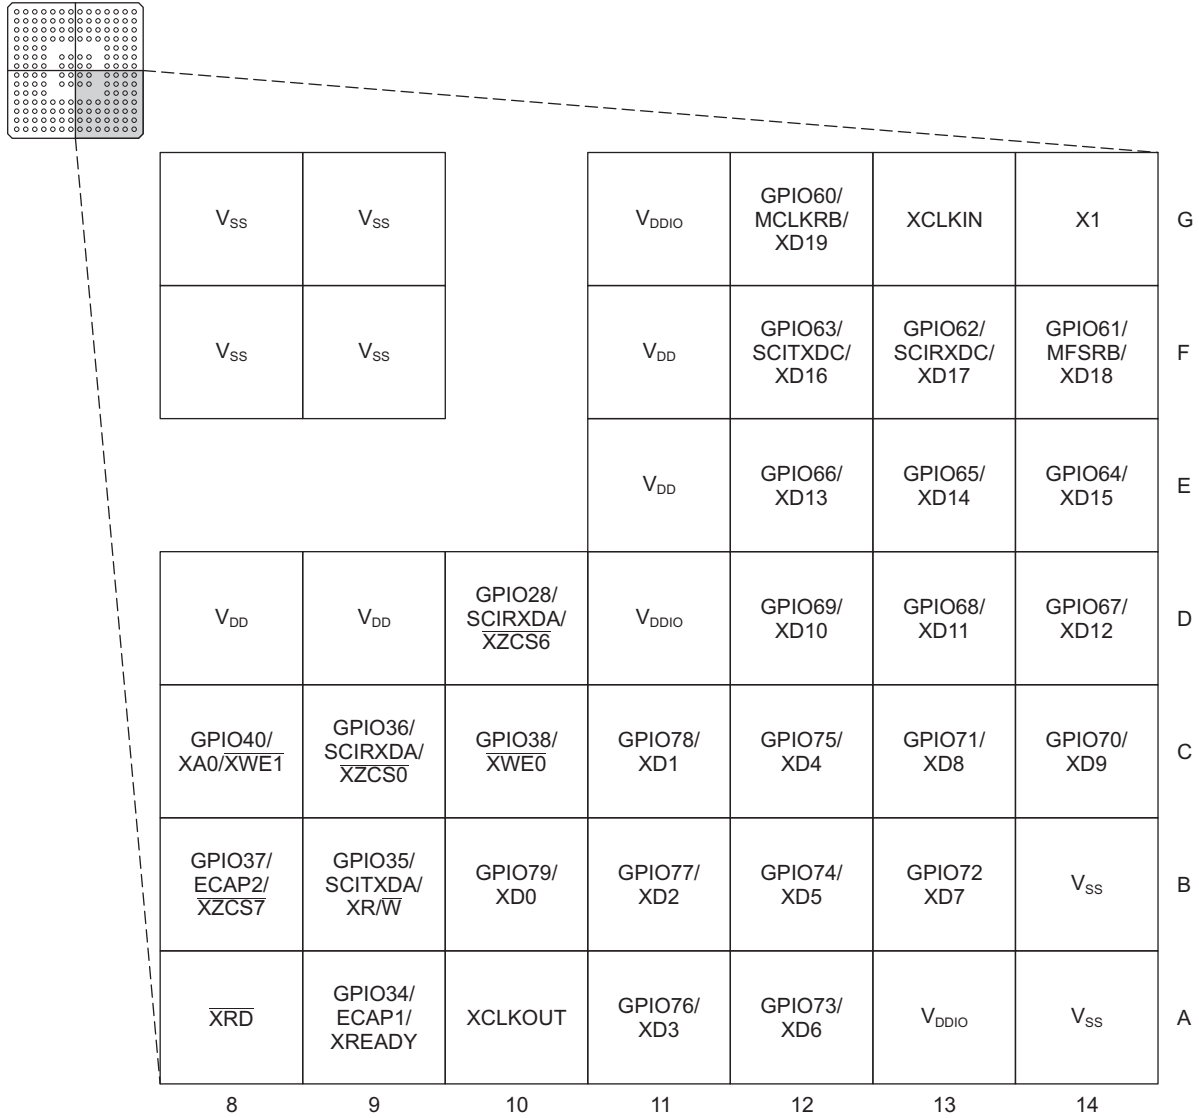 VSS
VSS
VDDIO
GPIO60/
MCLKRB/
XD19
XCLKIN
X1
G
VSS
VSS
VDD
GPIO63/
SCITXDC/
XD16
GPIO62/
SCIRXDC/
XD17
GPIO61/
MFSRB/
XD18
F
VDD
GPIO66/
XD13
GPIO65/
XD14
GPIO64/
XD15
E
VDD
VDD
GPIO28/
SCIRXDA/
XZCS6
VDDIO
GPIO69/
XD10
GPIO68/
XD11
GPIO67/
XD12
D
GPIO40/
XA0/XWE1
GPIO36/
SCIRXDA/
XZCS0
GPIO38/
XWE0
GPIO78/
XD1
GPIO75/
XD4
GPIO71/
XD8
GPIO70/
XD9
C
GPIO37/
ECAP2/
XZCS7
GPIO35/
SCITXDA/
XR/W
GPIO79/
XD0
GPIO77/
XD2
GPIO74/
XD5
GPIO72
XD7
VSS
B
XRD
GPIO34/
ECAP1/
XREADY
XCLKOUT
GPIO76/
XD3
GPIO73/
XD6
VDDIO
VSS
A
8
9
10
11
12
13
14